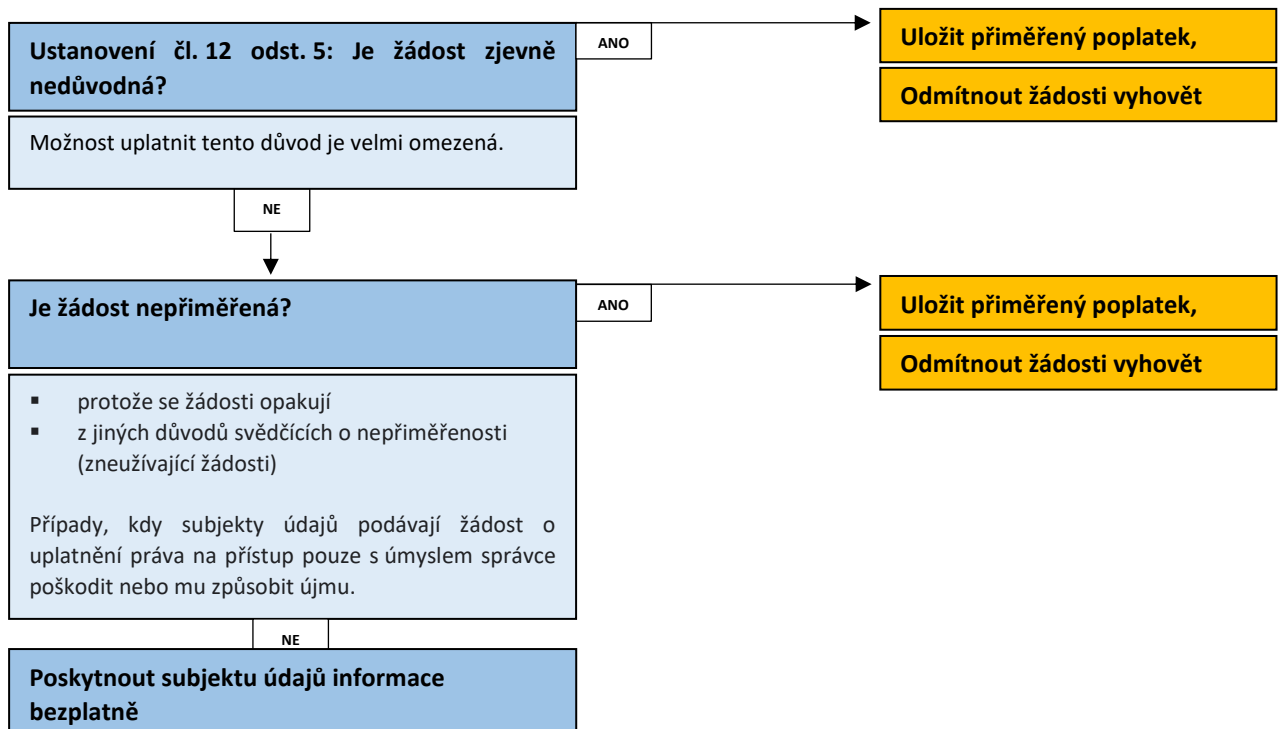 Ustanovení čl. 12 odst. 5: Je žádost zjevně
nedůvodná?
ANO
Uložit přiměřený poplatek,
Odmítnout žádosti vyhovět
Možnost uplatnit tento důvod je velmi omezená.
NE
Je žádost nepřiměřená?
ANO
Uložit přiměřený poplatek,
Odmítnout žádosti vyhovět
▪ protože se žádosti opakují
▪ z jiných důvodů svědčících o nepřiměřenosti
(zneužívající žádosti)
Případy, kdy subjekty údajů podávají žádost o
uplatnění práva na přístup pouze s úmyslem správce
poškodit nebo mu způsobit újmu.
NE
Poskytnout subjektu údajů informace
bezplatně